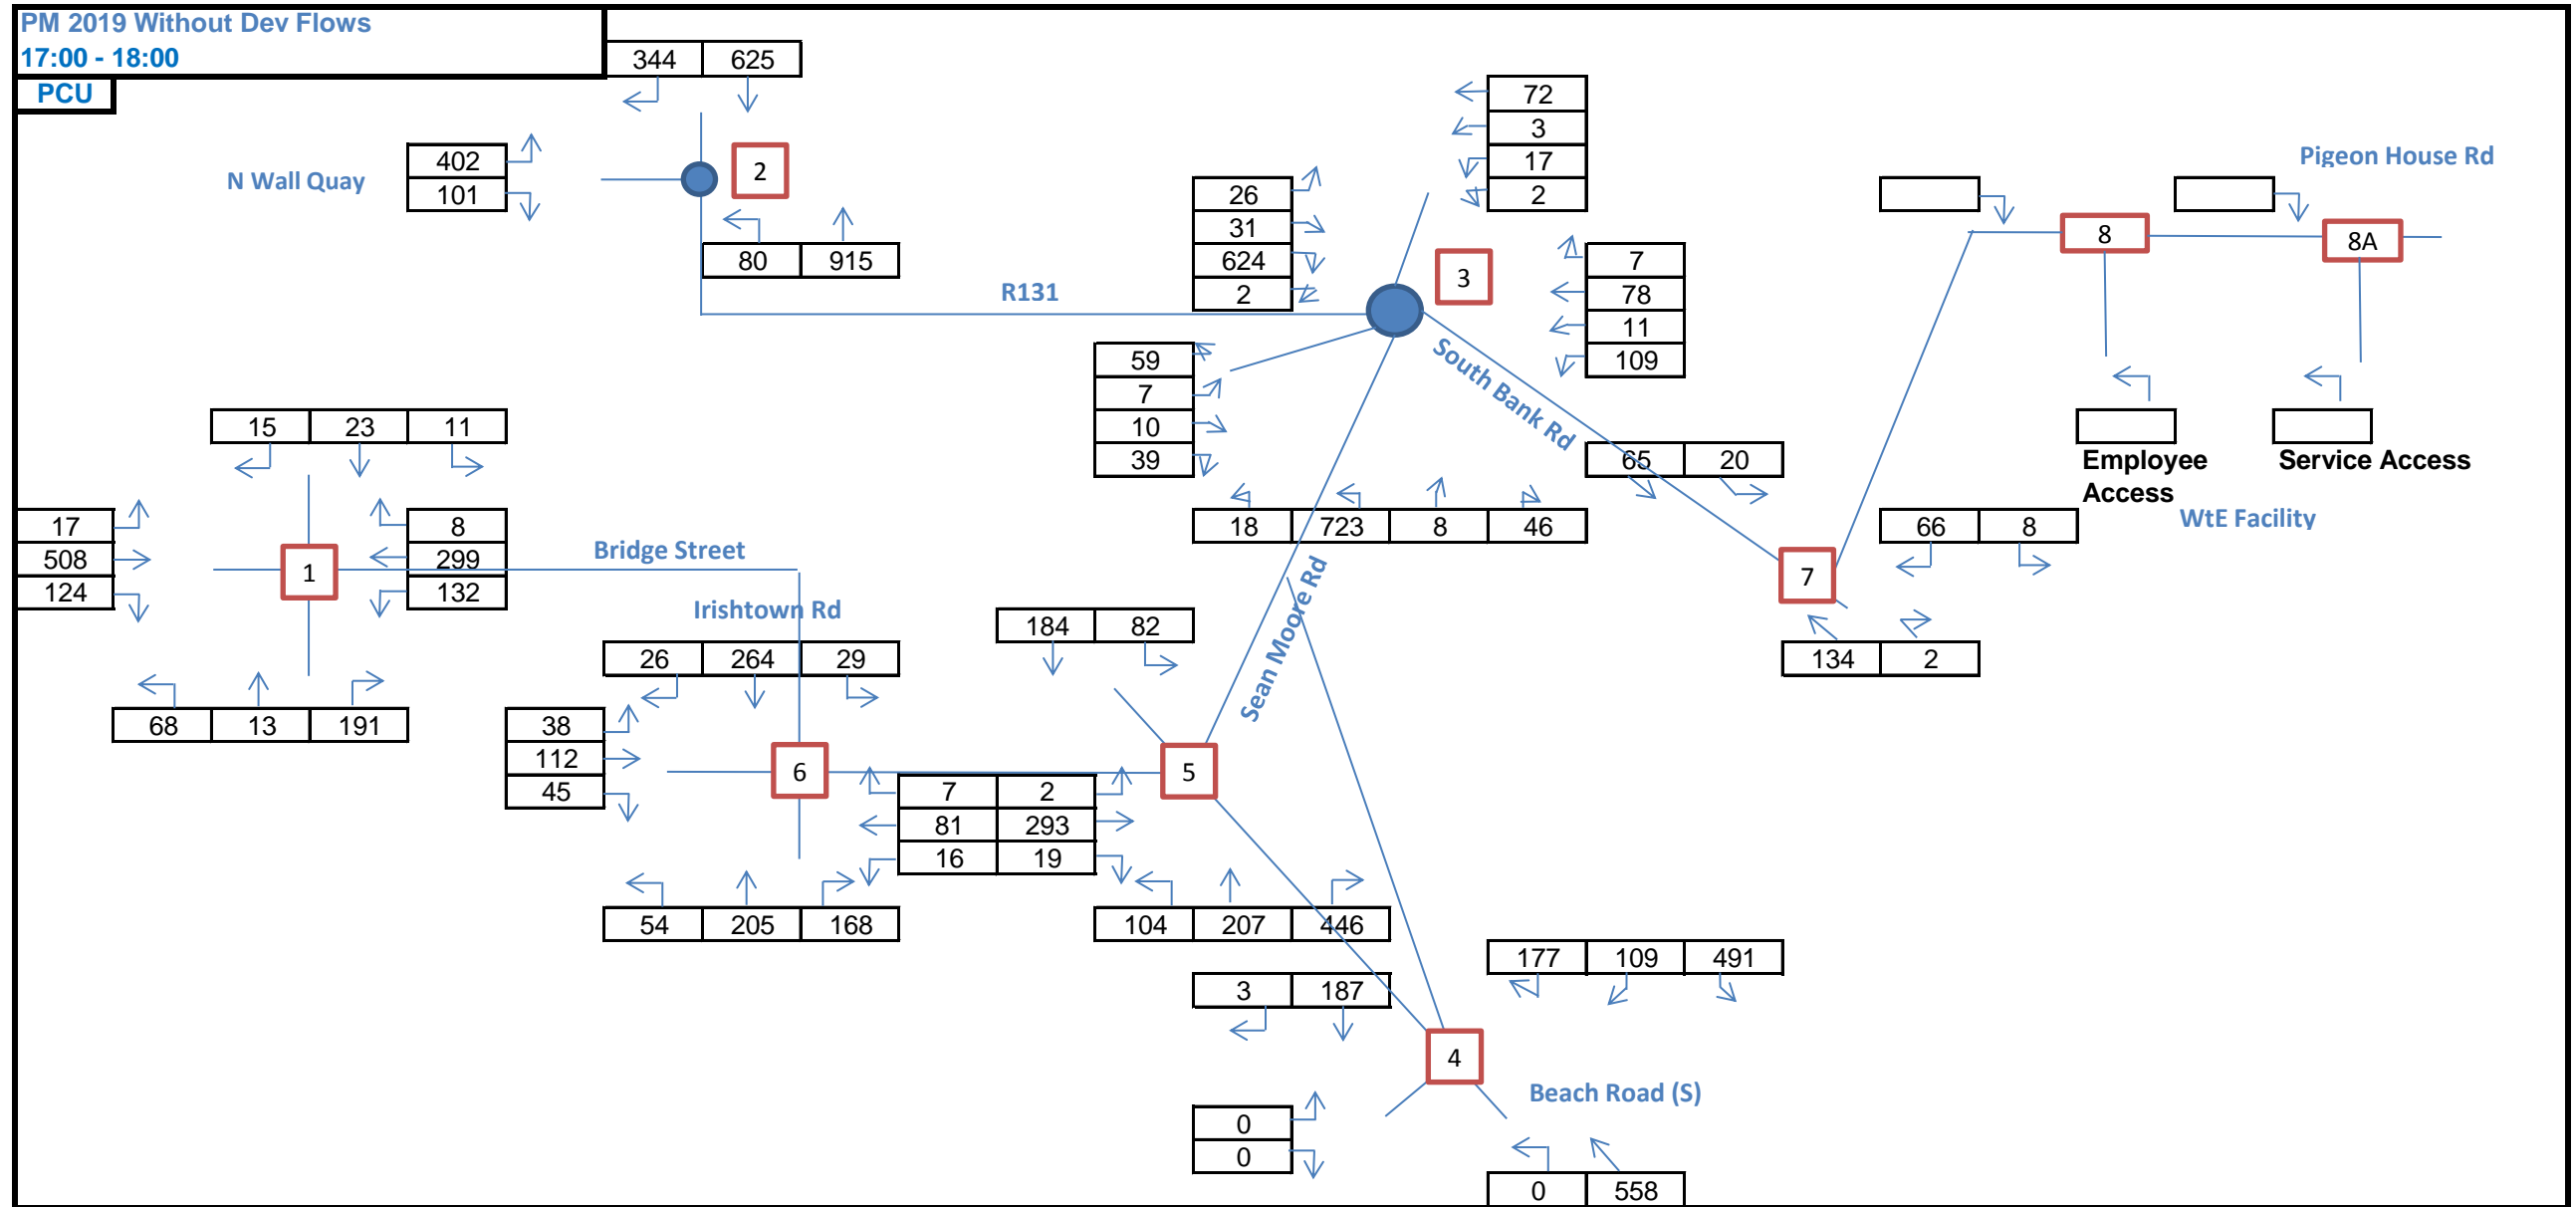 PM 2019 Without Dev Flows
17:00 - 18:00
PCU
344 625
72
3
17
2
N Wall Quay
402
101
2
80 915
26
31
624
2
3
7
78
11
109
Pigeon House Rd
8
8A
R131
59
7
10
39
South Bank Rd
65 20
18 723 8 46
Employee
Access
Service Access
WtE Facility
15 23 11
17
508
124
1
8
299
132
Bridge Street
68 13 191
Irishtown Rd
26 264 29
184 82
Sean Moore Rd
66 8
7
134 2
38
112
45
6
7 2
81 293
16 19
5
54 205 168
104 207 446
177 109 491
3 187
4
Beach Road (S)
0
0
0 558